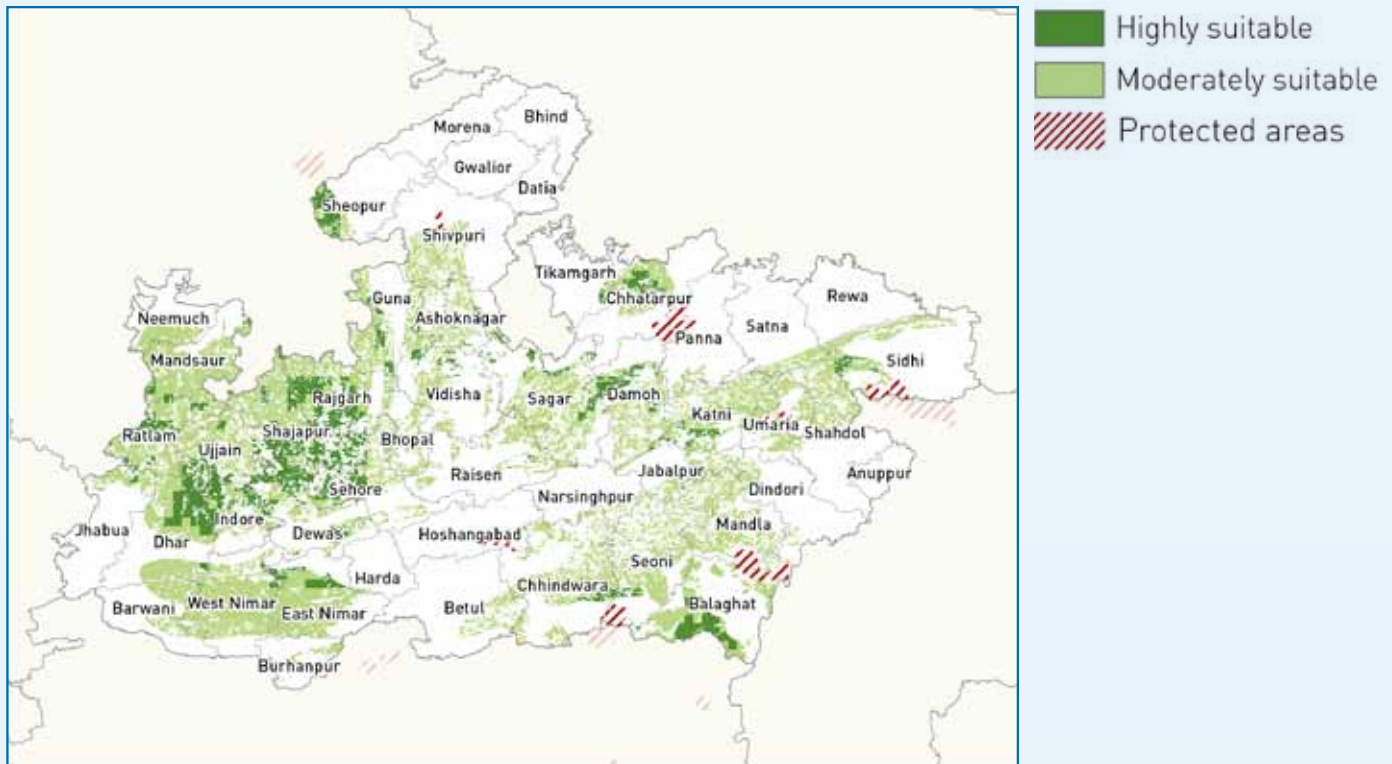 Highly suitable
Moderately suitable
Protected areas
Bhind
Morena
Gwalior
Datia
Sheopur
Shivpuri
Tikamgarh
Chhatarpur
Rewa
Guna
Ashoknagar
Neemuch
Satna
Panna
Sidhi
Mandsaur
Rajgarh
Vidisha
Sagar
Damoh
Katni
Umaria
Shahdol
Ratlam
Shajapur
Bhopal
Ujjain
Raisen
Jabalpur
Anuppur
Sehore
Narsinghpur
Dindori
Indore
Jhabua
Dewas
Hoshangabad
Mandla
Dhar
Seoni
Harda
Chhindwara
Barwani
West Nimar
East Nimar
Betul
Balaghat
Burhanpur